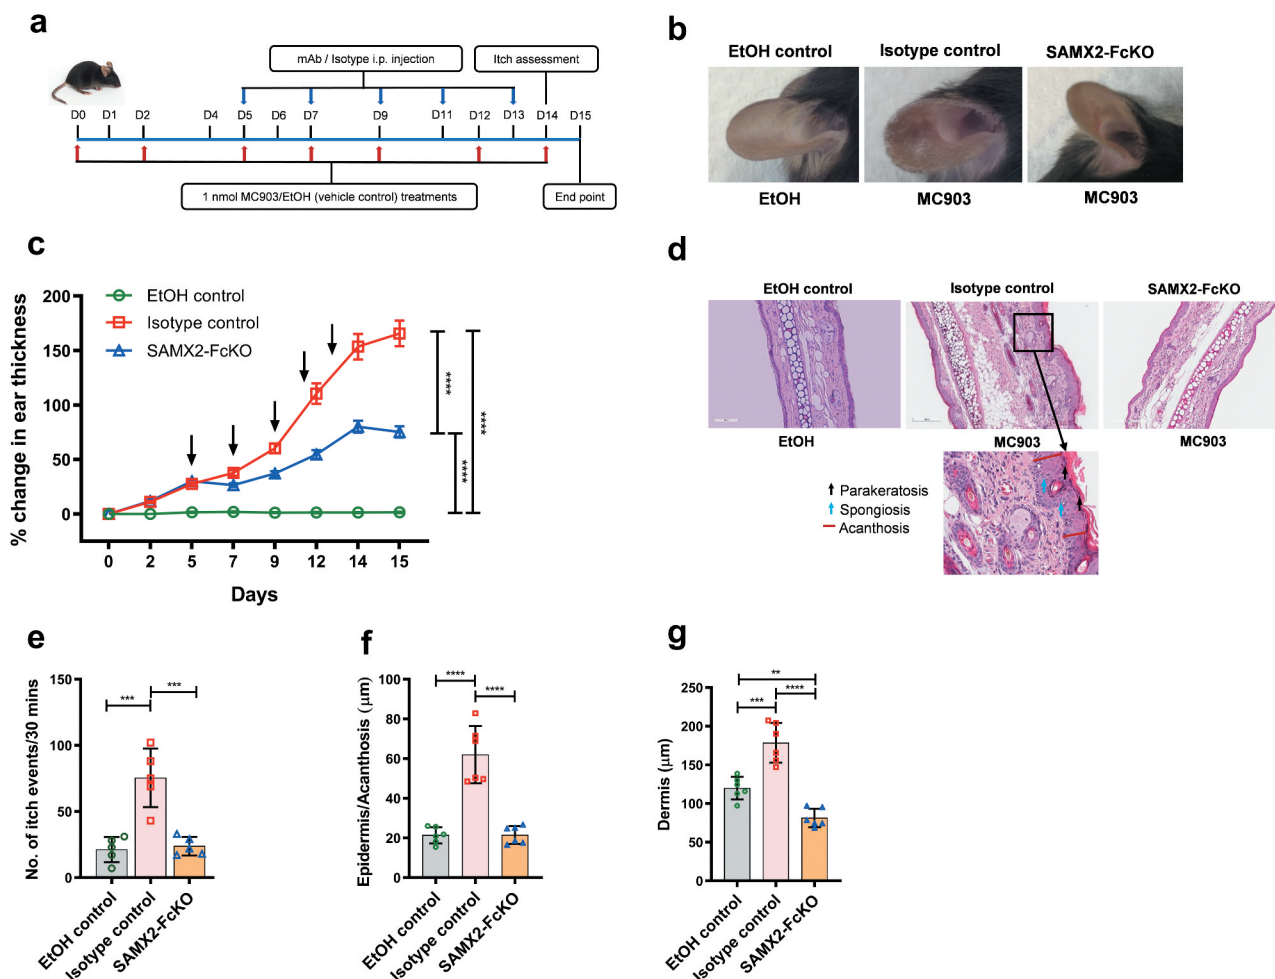 a
mAb / Isotype i.p. injection
Itch assessment
D0 D1 D2 D4 D5 D6 D7 D9 D11 D12 D13 D14 D15
1 nmol MC903/EtOH (vehicle control) treatments
End point
b
EtOH control Isotype control SAMX2-FcKO
EtOH MC903 MC903
c
% change in ear thickness
200
150
100
50
0
EtOH control
Isotype control
SAMX2-FcKO
****
****
****
0 2 5 7 9 12 14 15
Days
d
EtOH control Isotype control SAMX2-FcKO
EtOH MC903 MC903
Parakeratosis
Spongiosis
Acanthosis
e
No. of itch events/30 mins
150
100
50
0
*** ***
EtOH control
Isotype control
SAMX2-FcKO
f
Epidermis/Acanthosis (μm)
100
80
60
40
20
0
**** ****
EtOH control
Isotype control
SAMX2-FcKO
g
Dermis (μm)
250
200
150
100
50
0
**
*** ****
EtOH control
Isotype control
SAMX2-FcKO